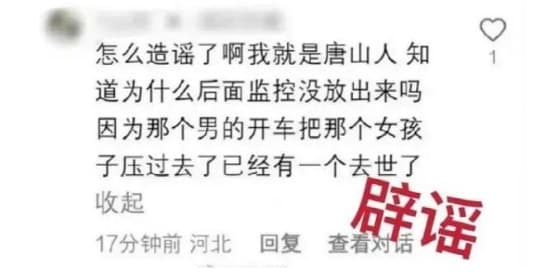 怎么造谣了啊我就是唐山人 知
道为什么后面监控没放出来吗
因为那个男的开车把那个女孩
子压过去了已经有一个去世了
收起
17分钟前 河北 回复 查看对话
1
辟谣